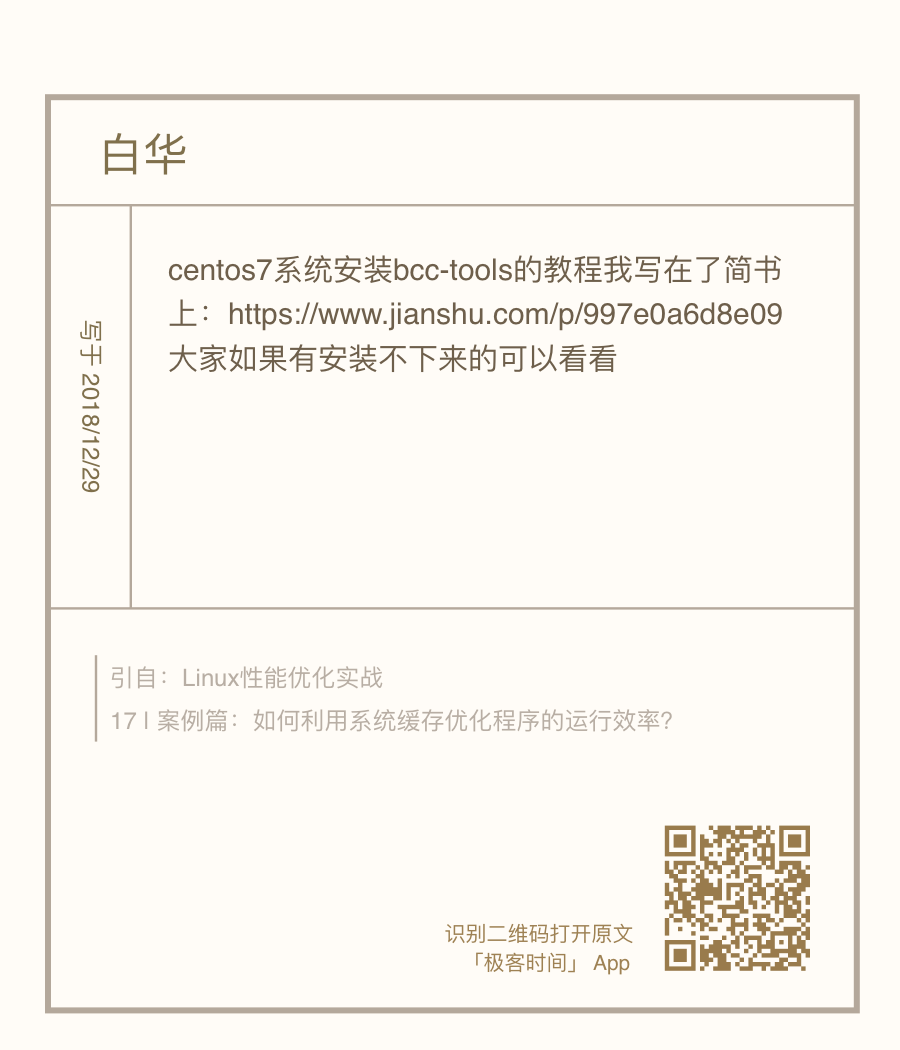 白华
写于 2018/12/29
centos7系统安装bcc-tools的教程我写在了简书
上：https://www.jianshu.com/p/997e0a6d8e09
大家如果有安装不下来的可以看看
引自：Linux性能优化实战
17 | 案例篇：如何利用系统缓存优化程序的运行效率?
识别二维码打开原文
「极客时间」 App